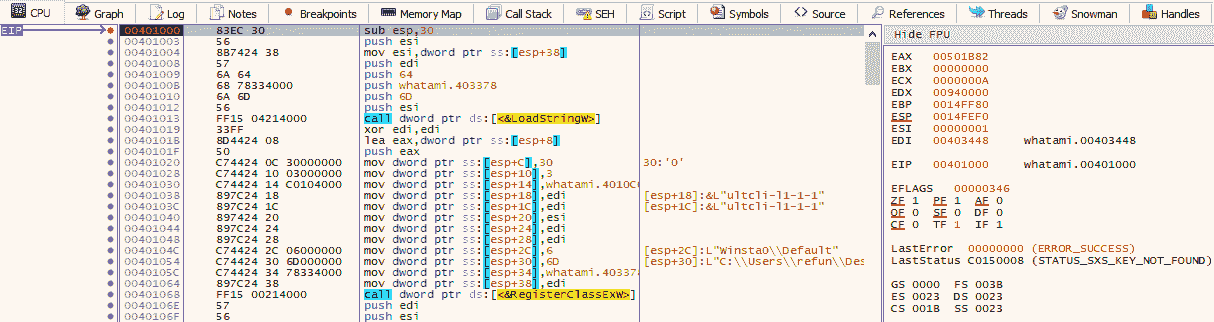 CPU Graph Log Notes Breakpoints Memory Map Call Stack SEH Script Symbols Source References Threads Snowman Handles
EIP 00401000 83EC 30 sub esp,30
00401003 56 push esi
00401004 8B7424 38 mov esi,dword ptr ss:[esp+38]
00401008 57 push edi
00401009 6A 64 push 64
0040100B 68 78334000 push whatami.403378
00401010 6A 6D push 6D
00401012 56 push esi
00401013 FF15 04214000 call dword ptr ds:[<&LoadStringW>]
00401019 33FF xor edi,edi
0040101B 8D4424 08 lea eax,dword ptr ss:[esp+8]
0040101F 50 push eax
00401020 C74424 0C 30000000 mov dword ptr ss:[esp+C],30 30:'0'
00401028 C74424 10 03000000 mov dword ptr ss:[esp+10],3
00401030 C74424 14 C0104000 mov dword ptr ss:[esp+14],whatami.4010C
00401038 897C24 18 mov dword ptr ss:[esp+18],edi [esp+18]:&L"ultcli-l1-1-1"
0040103C 897C24 1C mov dword ptr ss:[esp+1C],edi [esp+1C]:&L"ultcli-l1-1-1"
00401040 897424 20 mov dword ptr ss:[esp+20],esi
00401044 897C24 24 mov dword ptr ss:[esp+24],edi
00401048 897C24 28 mov dword ptr ss:[esp+28],edi
0040104C C74424 2C 06000000 mov dword ptr ss:[esp+2C],6 [esp+2C]:L"Winsta0\\Default"
00401054 C74424 30 6D000000 mov dword ptr ss:[esp+30],6D [esp+30]:L"C:\\Users\\refun\\Des
0040105C C74424 34 78334000 mov dword ptr ss:[esp+34],whatami.40337
00401064 897C24 38 mov dword ptr ss:[esp+38],edi
00401068 FF15 00214000 call dword ptr ds:[<&RegisterClassExW>]
0040106E 57 push edi
0040106F 56 push esi
Hide FPU
EAX 00501B82
EBX 00000000
ECX 0000000A
EDX 00940000
EBP 0014FF80
ESP 0014FEF0
ESI 00000001
EDI 00403448 whatami.00403448
EIP 00401000 whatami.00401000
EFLAGS 00000346
ZF 1 PF 1 AF 0
OF 0 SF 0 DF 0
CF 0 TF 1 IF 1
LastError 00000000 (ERROR_SUCCESS)
LastStatus C0150008 (STATUS_SXS_KEY_NOT_FOUND)
GS 0000 FS 003B
ES 0023 DS 0023
CS 001B SS 0023